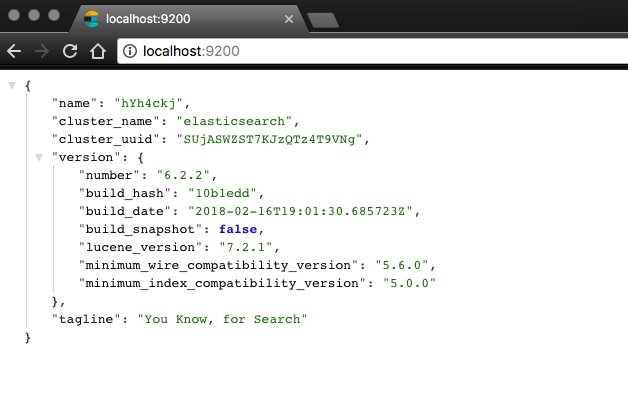 localhost:9200
localhost:9200
{
"name": "hYh4ckj",
"cluster_name": "elasticsearch",
"cluster_uuid": "SUjASWZST7KJzQTz4T9VNg",
"version": {
"number": "6.2.2",
"build_hash": "10b1edd",
"build_date": "2018-02-16T19:01:30.685723Z",
"build_snapshot": false,
"lucene_version": "7.2.1",
"minimum_wire_compatibility_version": "5.6.0",
"minimum_index_compatibility_version": "5.0.0"
},
"tagline": "You Know, for Search"
}